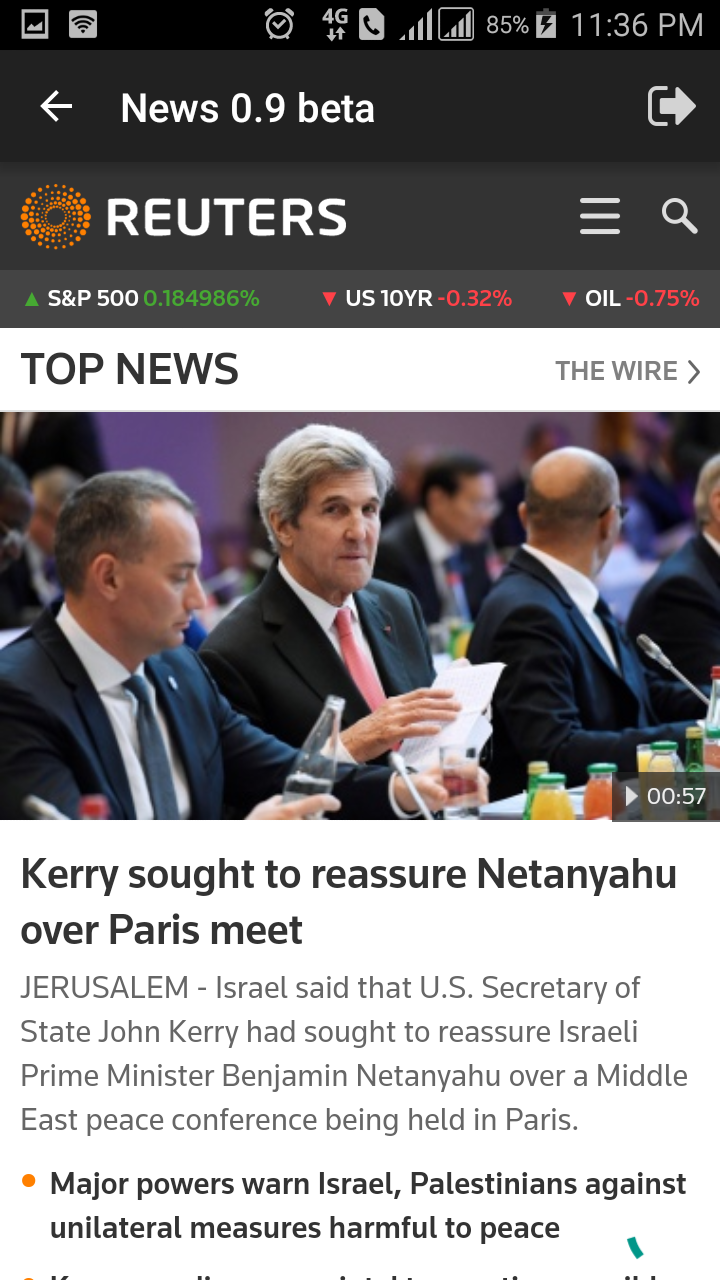 4G 85% 11:36 PM
News 0.9 beta
REUTERS
▲ S&P 500 0.184986% ▼ US 10YR -0.32% ▼ OIL -0.75%
TOP NEWS THE WIRE
00:57
Kerry sought to reassure Netanyahu
over Paris meet
JERUSALEM - Israel said that U.S. Secretary of
State John Kerry had sought to reassure Israeli
Prime Minister Benjamin Netanyahu over a Middle
East peace conference being held in Paris.
Major powers warn Israel, Palestinians against
unilateral measures harmful to peace